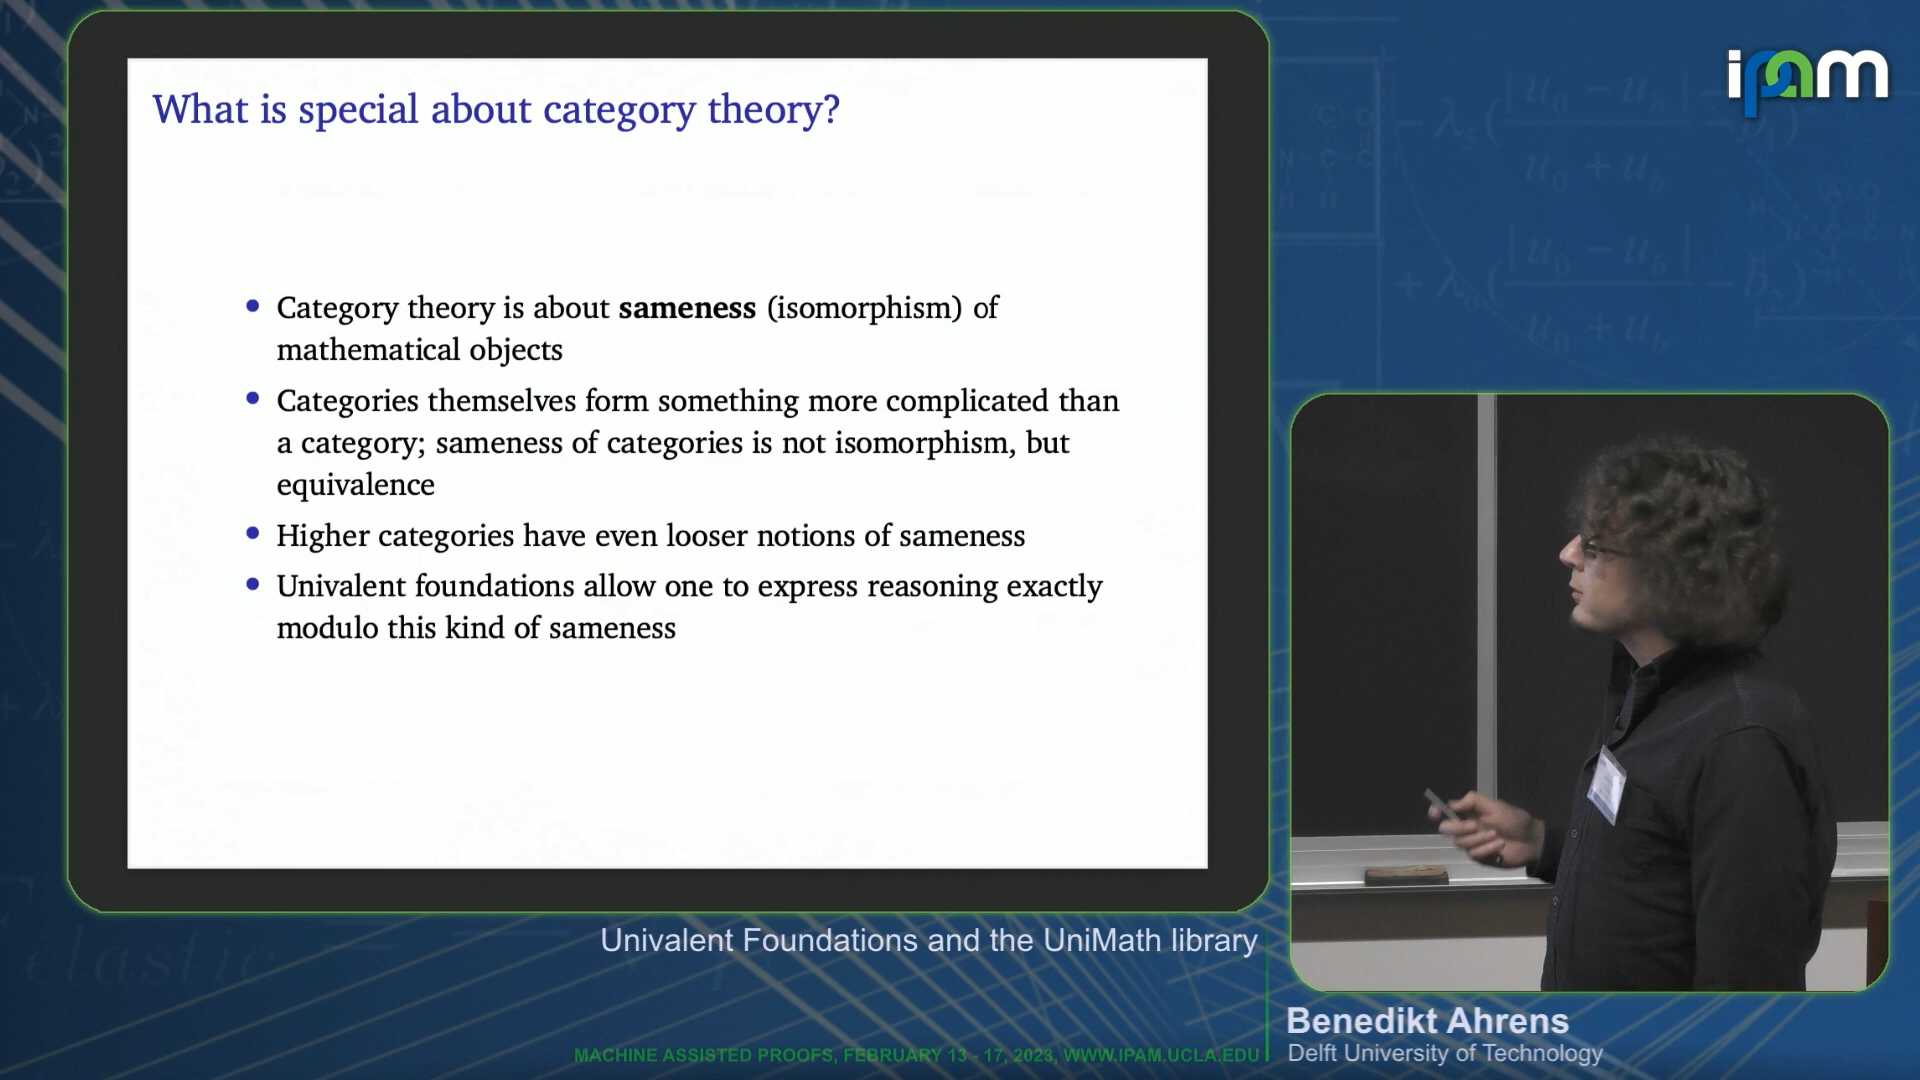 What is special about category theory?
• Category theory is about sameness (isomorphism) of
mathematical objects
• Categories themselves form something more complicated than
a category; sameness of categories is not isomorphism, but
equivalence
• Higher categories have even looser notions of sameness
• Univalent foundations allow one to express reasoning exactly
modulo this kind of sameness
ipam
Univalent Foundations and the UniMath library
Benedikt Ahrens
Delft University of Technology
MACHINE ASSISTED PROOFS, FEBRUARY 13 - 17, 2023, WWW.IPAM.UCLA.EDU
elastic